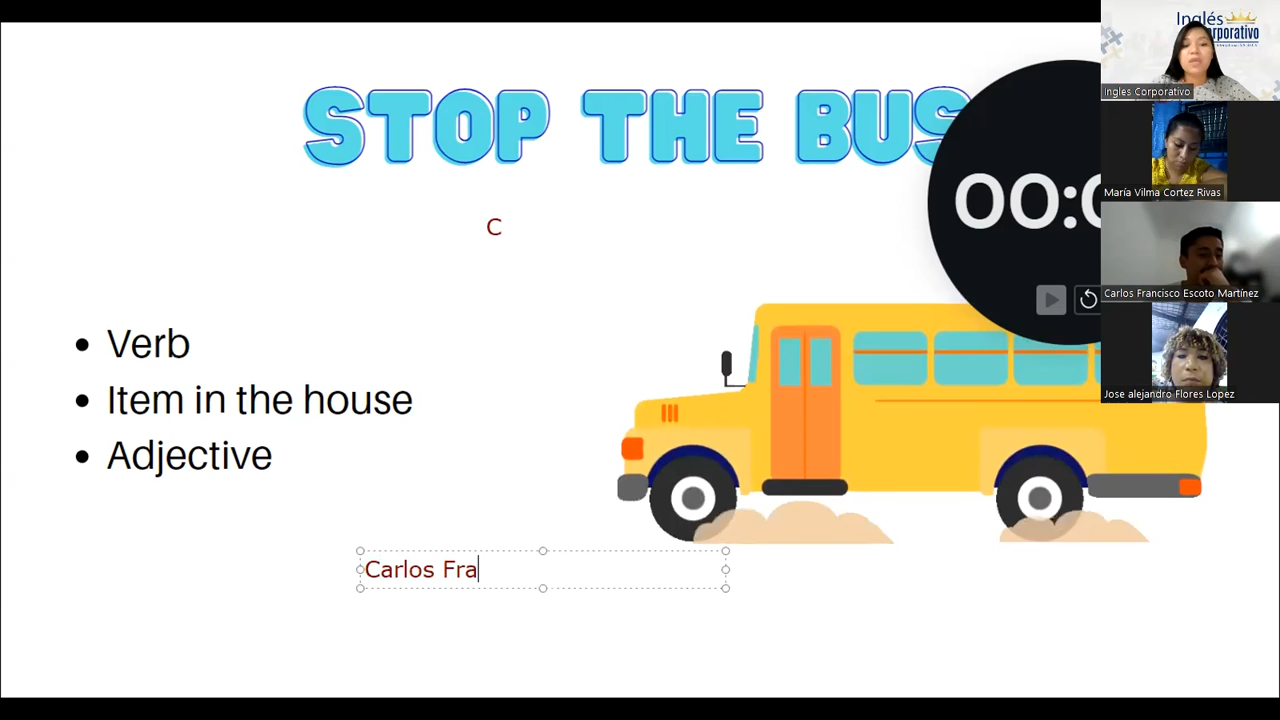 STOP THE BUS
C
00:0
• Verb
• Item in the house
• Adjective
Carlos Fra
Inglés
Corporativo
Ingles Corporativo
María Vilma Cortez Rivas
Carlos Francisco Escoto Martínez
Jose alejandro Flores Lopez